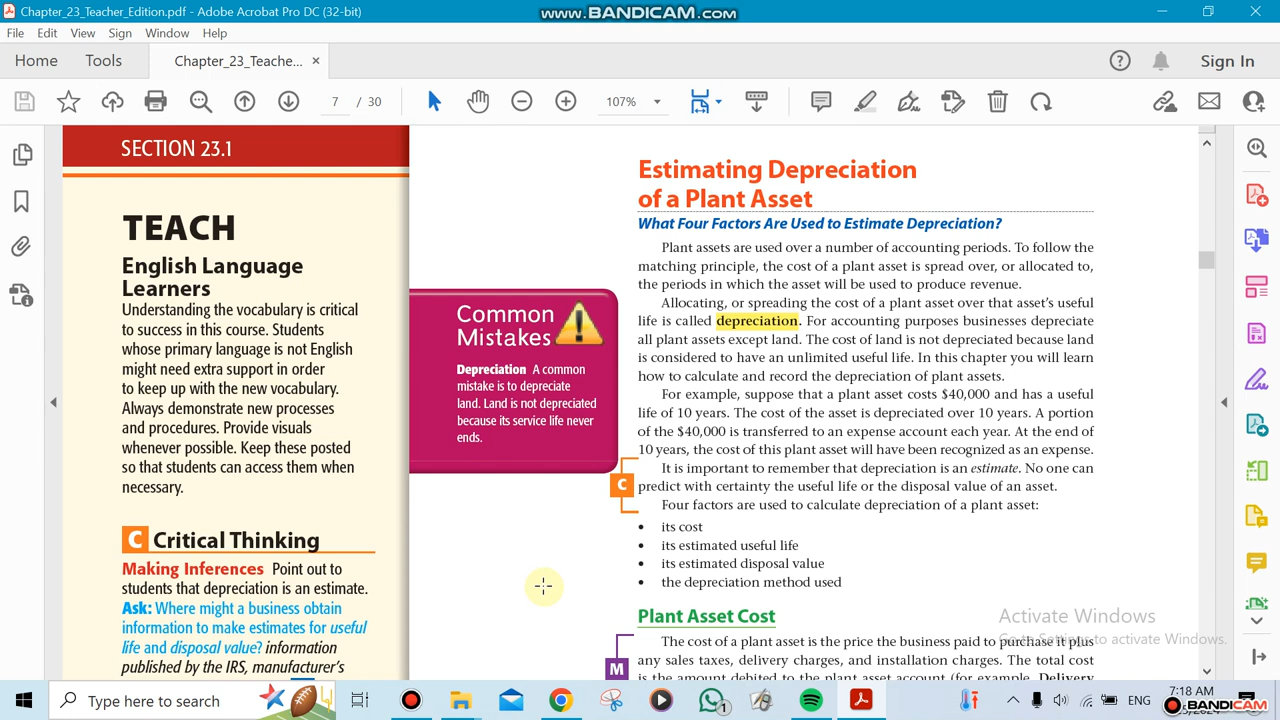 Chapter_23_Teacher_Edition.pdf - Adobe Acrobat Pro DC (32-bit)
www.BANDICAM.com
File Edit View Sign Window Help
Home Tools Chapter_23_Teache... × Sign In
7 / 30 107%
SECTION 23.1
TEACH
English Language
Learners
Understanding the vocabulary is critical
to success in this course. Students
whose primary language is not English
might need extra support in order
to keep up with the new vocabulary.
Always demonstrate new processes
and procedures. Provide visuals
whenever possible. Keep these posted
so that students can access them when
necessary.
C Critical Thinking
Making Inferences Point out to
students that depreciation is an estimate.
Ask: Where might a business obtain
information to make estimates for useful
life and disposal value? information
published by the IRS, manufacturer's
Common
Mistakes
Depreciation A common
mistake is to depreciate
land. Land is not depreciated
because its service life never
ends.
Estimating Depreciation
of a Plant Asset
What Four Factors Are Used to Estimate Depreciation?
Plant assets are used over a number of accounting periods. To follow the
matching principle, the cost of a plant asset is spread over, or allocated to,
the periods in which the asset will be used to produce revenue.
Allocating, or spreading the cost of a plant asset over that asset's useful
life is called depreciation. For accounting purposes businesses depreciate
all plant assets except land. The cost of land is not depreciated because land
is considered to have an unlimited useful life. In this chapter you will learn
how to calculate and record the depreciation of plant assets.
For example, suppose that a plant asset costs $40,000 and has a useful
life of 10 years. The cost of the asset is depreciated over 10 years. A portion
of the $40,000 is transferred to an expense account each year. At the end of
10 years, the cost of this plant asset will have been recognized as an expense.
It is important to remember that depreciation is an estimate. No one can
C predict with certainty the useful life or the disposal value of an asset.
Four factors are used to calculate depreciation of a plant asset:
• its cost
• its estimated useful life
• its estimated disposal value
• the depreciation method used
Plant Asset Cost
The cost of a plant asset is the price the business paid to purchase it plus
M any sales taxes, delivery charges, and installation charges. The total cost
is the amount debited to the plant asset account (for example, Delivery
Activate Windows
Go to Settings to activate Windows.
Type here to search
1
ENG
7:18 AM
BANDICAM